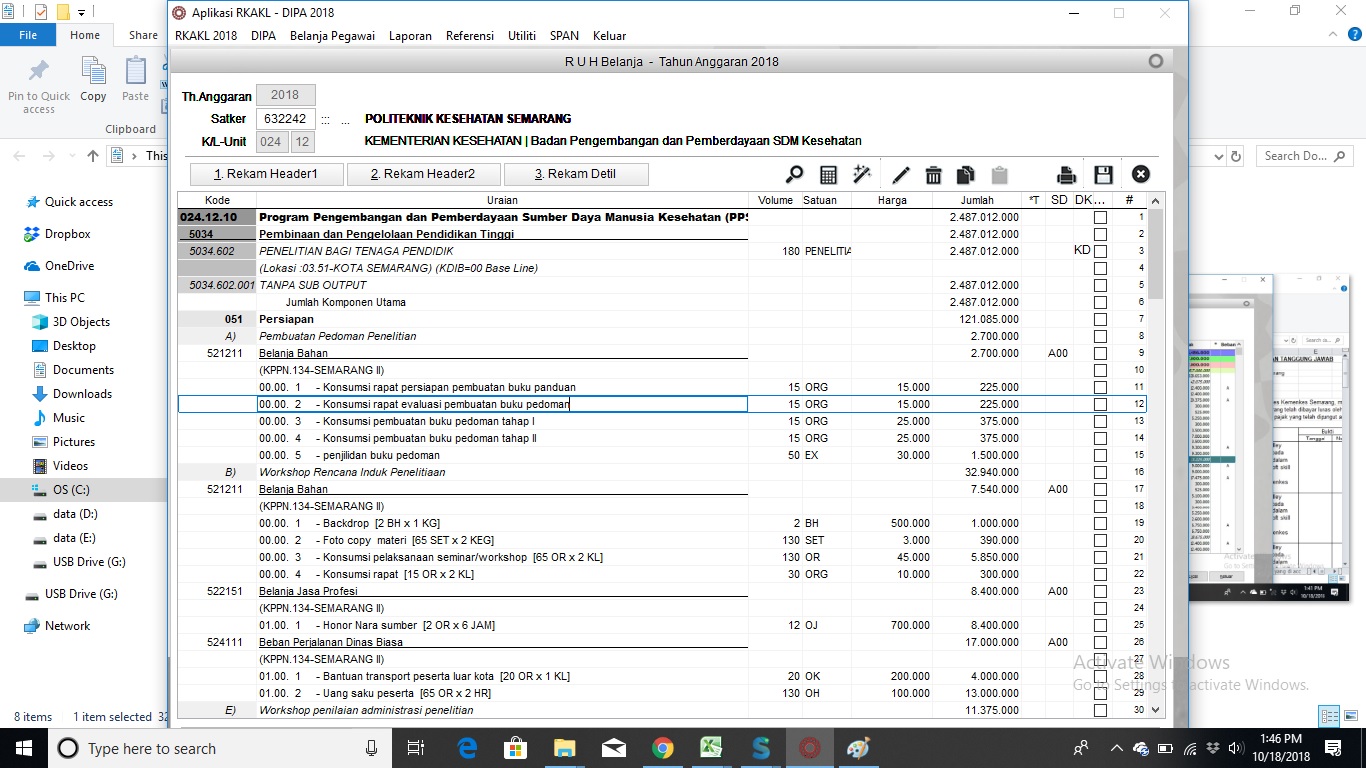 Aplikasi RKAKL - DIPA 2018
File Home Share
RKAKL 2018 DIPA Belanja Pegawai Laporan Referensi Utiliti SPAN Keluar
R U H Belanja - Tahun Anggaran 2018
Pin to Quick access
Copy
Paste
Clipboard
Th.Anggaran 2018
Satker 632242 ::: ... POLITEKNIK KESEHATAN SEMARANG
K/L-Unit 024 12 KEMENTERIAN KESEHATAN | Badan Pengembangan dan Pemberdayaan SDM Kesehatan
This
Search Do...
1. Rekam Header1 2. Rekam Header2 3. Rekam Detil
Kode Uraian Volume Satuan Harga Jumlah *T SD DK... #
024.12.10 Program Pengembangan dan Pemberdayaan Sumber Daya Manusia Kesehatan (PPS 2.487.012.000 1
5034 Pembinaan dan Pengelolaan Pendidikan Tinggi 2.487.012.000 2
5034.602 PENELITIAN BAGI TENAGA PENDIDIK 180 PENELITIA 2.487.012.000 KD 3
(Lokasi :03.51-KOTA SEMARANG) (KDIB=00 Base Line) 4
5034.602.001 TANPA SUB OUTPUT 2.487.012.000 5
Jumlah Komponen Utama 2.487.012.000 6
051 Persiapan 121.085.000 7
A) Pembuatan Pedoman Penelitian 2.700.000 8
521211 Belanja Bahan 2.700.000 A00 9
(KPPN.134-SEMARANG II) 10
00.00. 1 - Konsumsi rapat persiapan pembuatan buku panduan 15 ORG 15.000 225.000 11
00.00. 2 - Konsumsi rapat evaluasi pembuatan buku pedoman 15 ORG 15.000 225.000 12
00.00. 3 - Konsumsi pembuatan buku pedoman tahap I 15 ORG 25.000 375.000 13
00.00. 4 - Konsumsi pembuatan buku pedoman tahap II 15 ORG 25.000 375.000 14
00.00. 5 - penjilidan buku pedoman 50 EX 30.000 1.500.000 15
B) Workshop Rencana Induk Penelitiaan 32.940.000 16
521211 Belanja Bahan 7.540.000 A00 17
(KPPN.134-SEMARANG II) 18
00.00. 1 - Backdrop [2 BH x 1 KG] 2 BH 500.000 1.000.000 19
00.00. 2 - Foto copy materi [65 SET x 2 KEG] 130 SET 3.000 390.000 20
00.00. 3 - Konsumsi pelaksanaan seminar/workshop [65 OR x 2 KL] 130 OR 45.000 5.850.000 21
00.00. 4 - Konsumsi rapat [15 OR x 2 KL] 30 ORG 10.000 300.000 22
522151 Belanja Jasa Profesi 8.400.000 A00 23
(KPPN.134-SEMARANG II) 24
01.00. 1 - Honor Nara sumber [2 OR x 6 JAM] 12 OJ 700.000 8.400.000 25
524111 Beban Perjalanan Dinas Biasa 17.000.000 A00 26
(KPPN.134-SEMARANG II) 27
01.00. 1 - Bantuan transport peserta luar kota [20 OR x 1 KL] 20 OK 200.000 4.000.000 28
01.00. 2 - Uang saku peserta [65 OR x 2 HR] 130 OH 100.000 13.000.000 29
E) Workshop penilaian administrasi penelitian 11.375.000 30
Quick access
Dropbox
OneDrive
This PC
3D Objects
Desktop
Documents
Downloads
Music
Pictures
Videos
OS (C:)
data (D:)
data (E:)
USB Drive (G:)
USB Drive (G:)
Network
Activate Windows
Go to Settings to activate Windows.
8 items 1 item selected 32
Type here to search
1:46 PM
10/18/2018